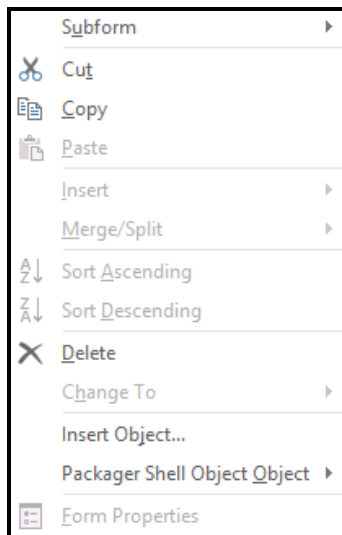 Subform
Cut
Copy
Paste
Insert
Merge/Split
Sort Ascending
Sort Descending
Delete
Change To
Insert Object...
Packager Shell Object Object
Form Properties